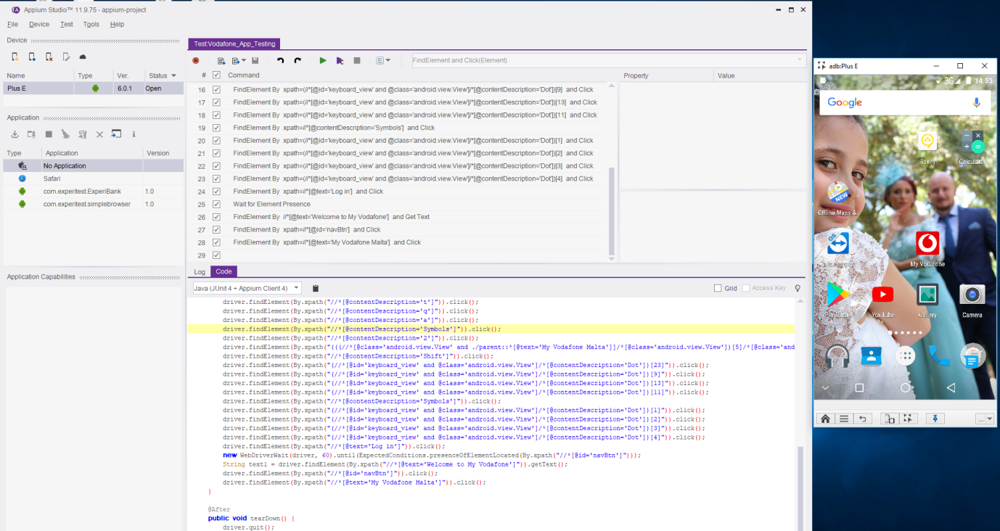 Appium Studio™ 11.9.75 - appium-project
File Device Test Tools Help
Device
Name Type Ver. Status
Plus E 6.0.1 Open
Application
Type Application Version
No Application
Safari
com.experitest.ExperiBank 1.0
com.experitest.simplebrowser 1.0
Application Capabilities
Test:Vodafone_App_Testing
FindElement and Click(Element)
# Command
16 FindElement By xpath=(//*[@id='keyboard_view' and @class='android.view.View']/*[@contentDescription='Dot'])[9] and Click
17 FindElement By xpath=(//*[@id='keyboard_view' and @class='android.view.View']/*[@contentDescription='Dot'])[13] and Click
18 FindElement By xpath=(//*[@id='keyboard_view' and @class='android.view.View']/*[@contentDescription='Dot'])[11] and Click
19 FindElement By xpath=//*[@contentDescription='Symbols'] and Click
20 FindElement By xpath=(//*[@id='keyboard_view' and @class='android.view.View']/*[@contentDescription='Dot'])[1] and Click
21 FindElement By xpath=(//*[@id='keyboard_view' and @class='android.view.View']/*[@contentDescription='Dot'])[2] and Click
22 FindElement By xpath=(//*[@id='keyboard_view' and @class='android.view.View']/*[@contentDescription='Dot'])[3] and Click
23 FindElement By xpath=(//*[@id='keyboard_view' and @class='android.view.View']/*[@contentDescription='Dot'])[4] and Click
24 FindElement By xpath=//*[@text='Log in'] and Click
25 Wait for Element Presence
26 FindElement By //*[@text='Welcome to My Vodafone'] and Get Text
27 FindElement By xpath=//*[@id='navBtn'] and Click
28 FindElement By xpath=//*[@text='My Vodafone Malta'] and Click
29
Property Value
Log Code
Java (JUnit 4 + Appium Client 4)
Grid Access Key
driver.findElement(By.xpath("//*[@contentDescription='t']")).click();
driver.findElement(By.xpath("//*[@contentDescription='q']")).click();
driver.findElement(By.xpath("//*[@contentDescription='a']")).click();
driver.findElement(By.xpath("//*[@contentDescription='Symbols']")).click();
driver.findElement(By.xpath("//*[@contentDescription='2']")).click();
driver.findElement(By.xpath("(((//*[@class='android.view.View' and ./parent::*[@text='My Vodafone Malta']]/*[@class='android.view.View'])[5]/*[@class='and
driver.findElement(By.xpath("//*[@contentDescription='Shift']")).click();
driver.findElement(By.xpath("(//*[@id='keyboard_view' and @class='android.view.View']/*[@contentDescription='Dot'])[23]")).click();
driver.findElement(By.xpath("(//*[@id='keyboard_view' and @class='android.view.View']/*[@contentDescription='Dot'])[9]")).click();
driver.findElement(By.xpath("(//*[@id='keyboard_view' and @class='android.view.View']/*[@contentDescription='Dot'])[13]")).click();
driver.findElement(By.xpath("(//*[@id='keyboard_view' and @class='android.view.View']/*[@contentDescription='Dot'])[11]")).click();
driver.findElement(By.xpath("//*[@contentDescription='Symbols']")).click();
driver.findElement(By.xpath("(//*[@id='keyboard_view' and @class='android.view.View']/*[@contentDescription='Dot'])[1]")).click();
driver.findElement(By.xpath("(//*[@id='keyboard_view' and @class='android.view.View']/*[@contentDescription='Dot'])[2]")).click();
driver.findElement(By.xpath("(//*[@id='keyboard_view' and @class='android.view.View']/*[@contentDescription='Dot'])[3]")).click();
driver.findElement(By.xpath("(//*[@id='keyboard_view' and @class='android.view.View']/*[@contentDescription='Dot'])[4]")).click();
driver.findElement(By.xpath("//*[@text='Log in']")).click();
new WebDriverWait(driver, 60).until(ExpectedConditions.presenceOfElementLocated(By.xpath("//*[@id='navBtn']")));
String text1 = driver.findElement(By.xpath("//*[@text='Welcome to My Vodafone']")).getText();
driver.findElement(By.xpath("//*[@id='navBtn']")).click();
driver.findElement(By.xpath("//*[@text='My Vodafone Malta']")).click();
}
@After
public void tearDown() {
driver.quit();
adb:Plus E
3G 14:53
Google
Taxify Calculator
NEW
Offline Maps &
My Vodafone
Play Store YouTube Gallery Camera